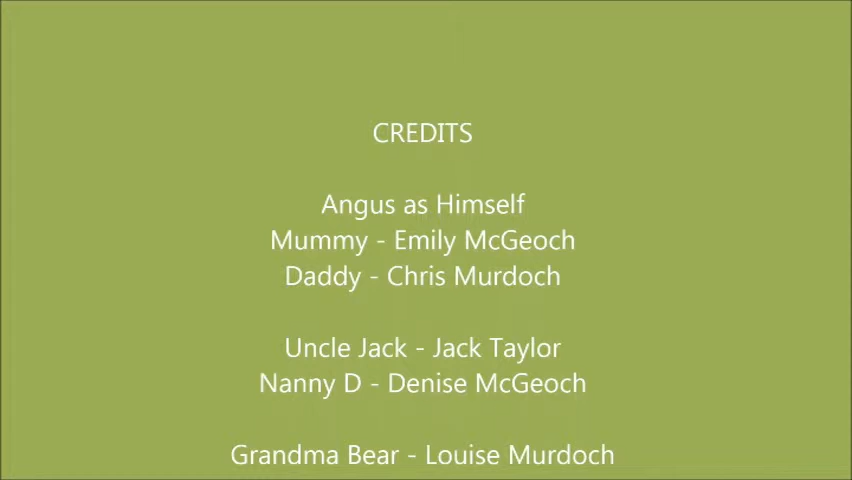 CREDITS
Angus as Himself
Mummy - Emily McGeoch
Daddy - Chris Murdoch
Uncle Jack - Jack Taylor
Nanny D - Denise McGeoch
Grandma Bear - Louise Murdoch